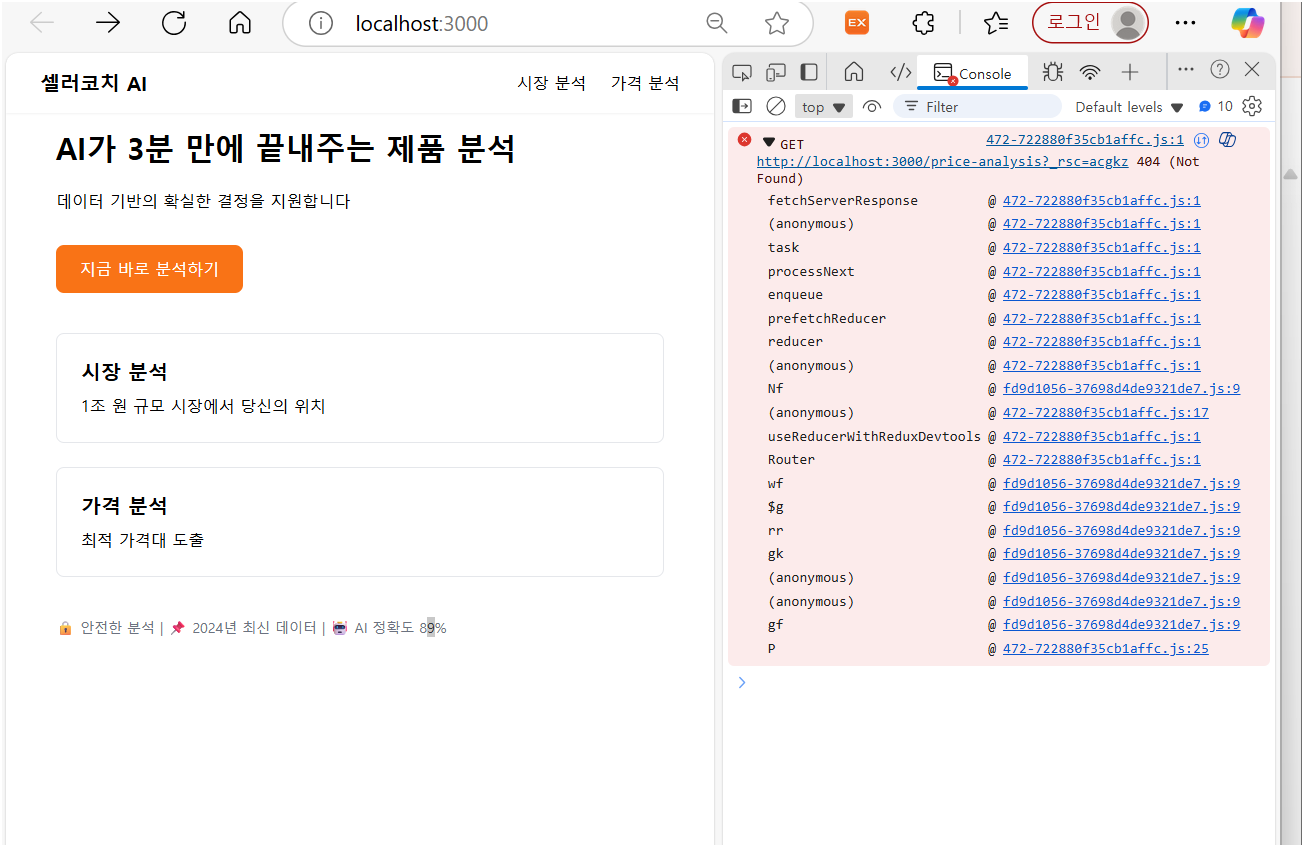 localhost:3000
EX
로그인
셀러코치 AI
시장 분석 가격 분석
AI가 3분 만에 끝내주는 제품 분석
데이터 기반의 확실한 결정을 지원합니다
지금 바로 분석하기
시장 분석
1조 원 규모 시장에서 당신의 위치
가격 분석
최적 가격대 도출
🔒 안전한 분석 | 📌 2024년 최신 데이터 | 🤖 AI 정확도 89%
Console
top Filter Default levels 10
GET 472-722880f35cb1affc.js:1
http://localhost:3000/price-analysis?_rsc=acgkz 404 (Not
Found)
fetchServerResponse @ 472-722880f35cb1affc.js:1
(anonymous) @ 472-722880f35cb1affc.js:1
task @ 472-722880f35cb1affc.js:1
processNext @ 472-722880f35cb1affc.js:1
enqueue @ 472-722880f35cb1affc.js:1
prefetchReducer @ 472-722880f35cb1affc.js:1
reducer @ 472-722880f35cb1affc.js:1
(anonymous) @ 472-722880f35cb1affc.js:1
Nf @ fd9d1056-37698d4de9321de7.js:9
(anonymous) @ 472-722880f35cb1affc.js:17
useReducerWithReduxDevtools @ 472-722880f35cb1affc.js:1
Router @ 472-722880f35cb1affc.js:1
wf @ fd9d1056-37698d4de9321de7.js:9
$g @ fd9d1056-37698d4de9321de7.js:9
rr @ fd9d1056-37698d4de9321de7.js:9
gk @ fd9d1056-37698d4de9321de7.js:9
(anonymous) @ fd9d1056-37698d4de9321de7.js:9
(anonymous) @ fd9d1056-37698d4de9321de7.js:9
gf @ fd9d1056-37698d4de9321de7.js:9
P @ 472-722880f35cb1affc.js:25